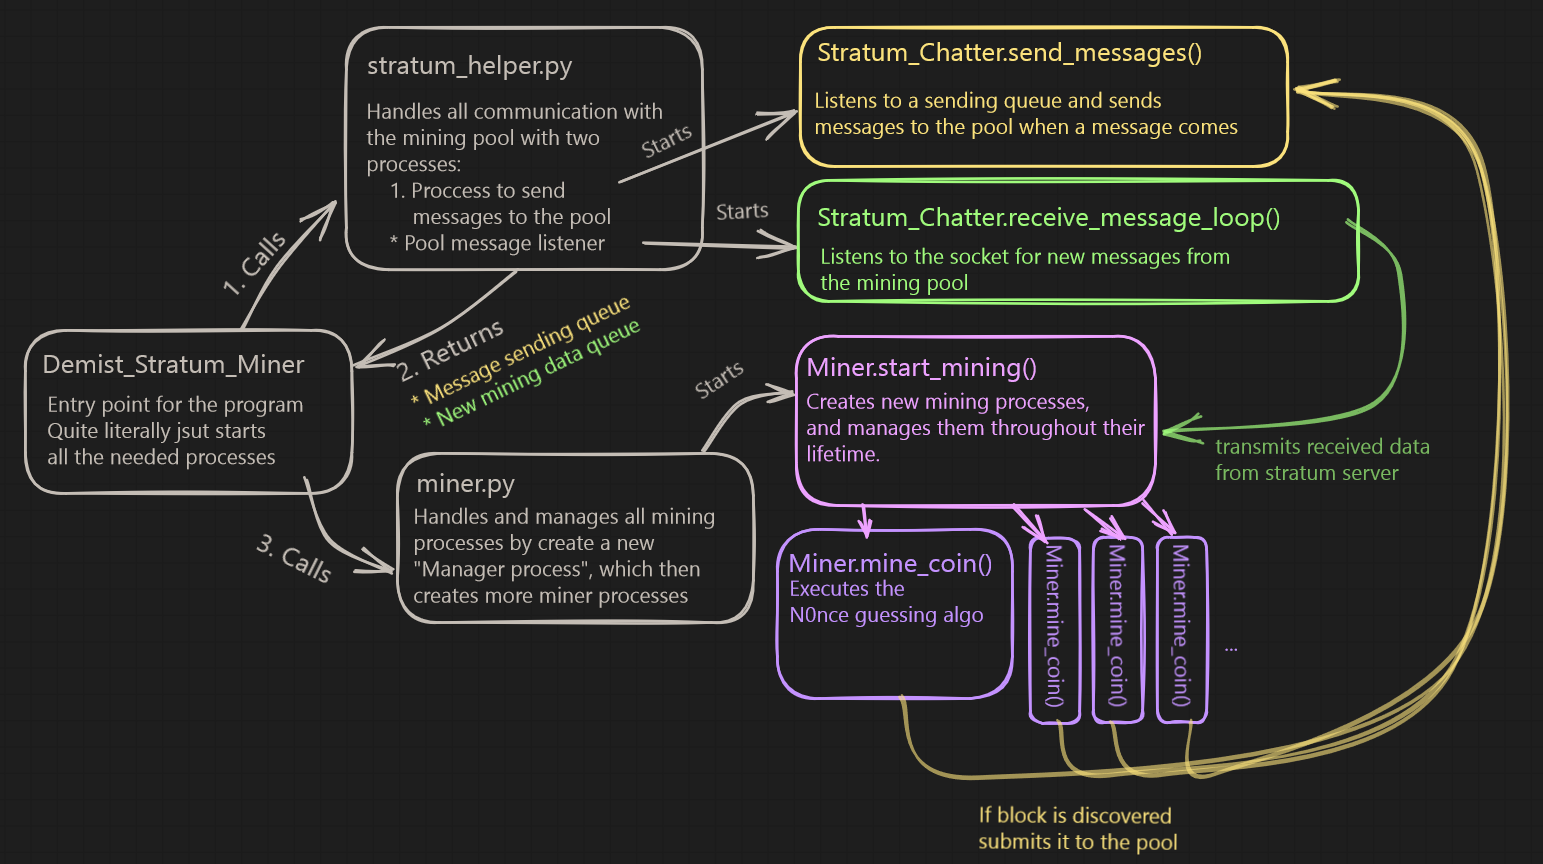 stratum_helper.py
Handles all communication with
the mining pool with two
processes:
1. Proccess to send
messages to the pool
* Pool message listener
Starts
Starts
Stratum_Chatter.send_messages()
Listens to a sending queue and sends
messages to the pool when a message comes
Stratum_Chatter.receive_message_loop()
Listens to the socket for new messages from
the mining pool
1. Calls
2. Returns
* Message sending queue
* New mining data queue
Demist_Stratum_Miner
Entry point for the program
Quite literally jsut starts
all the needed processes
3. Calls
miner.py
Handles and manages all mining
processes by create a new
"Manager process", which then
creates more miner processes
Starts
Miner.start_mining()
Creates new mining processes,
and manages them throughout their
lifetime.
transmits received data
from stratum server
Miner.mine_coin()
Executes the
N0nce guessing algo
Miner.mine_coin()
Miner.mine_coin()
Miner.mine_coin()
...
If block is discovered
submits it to the pool